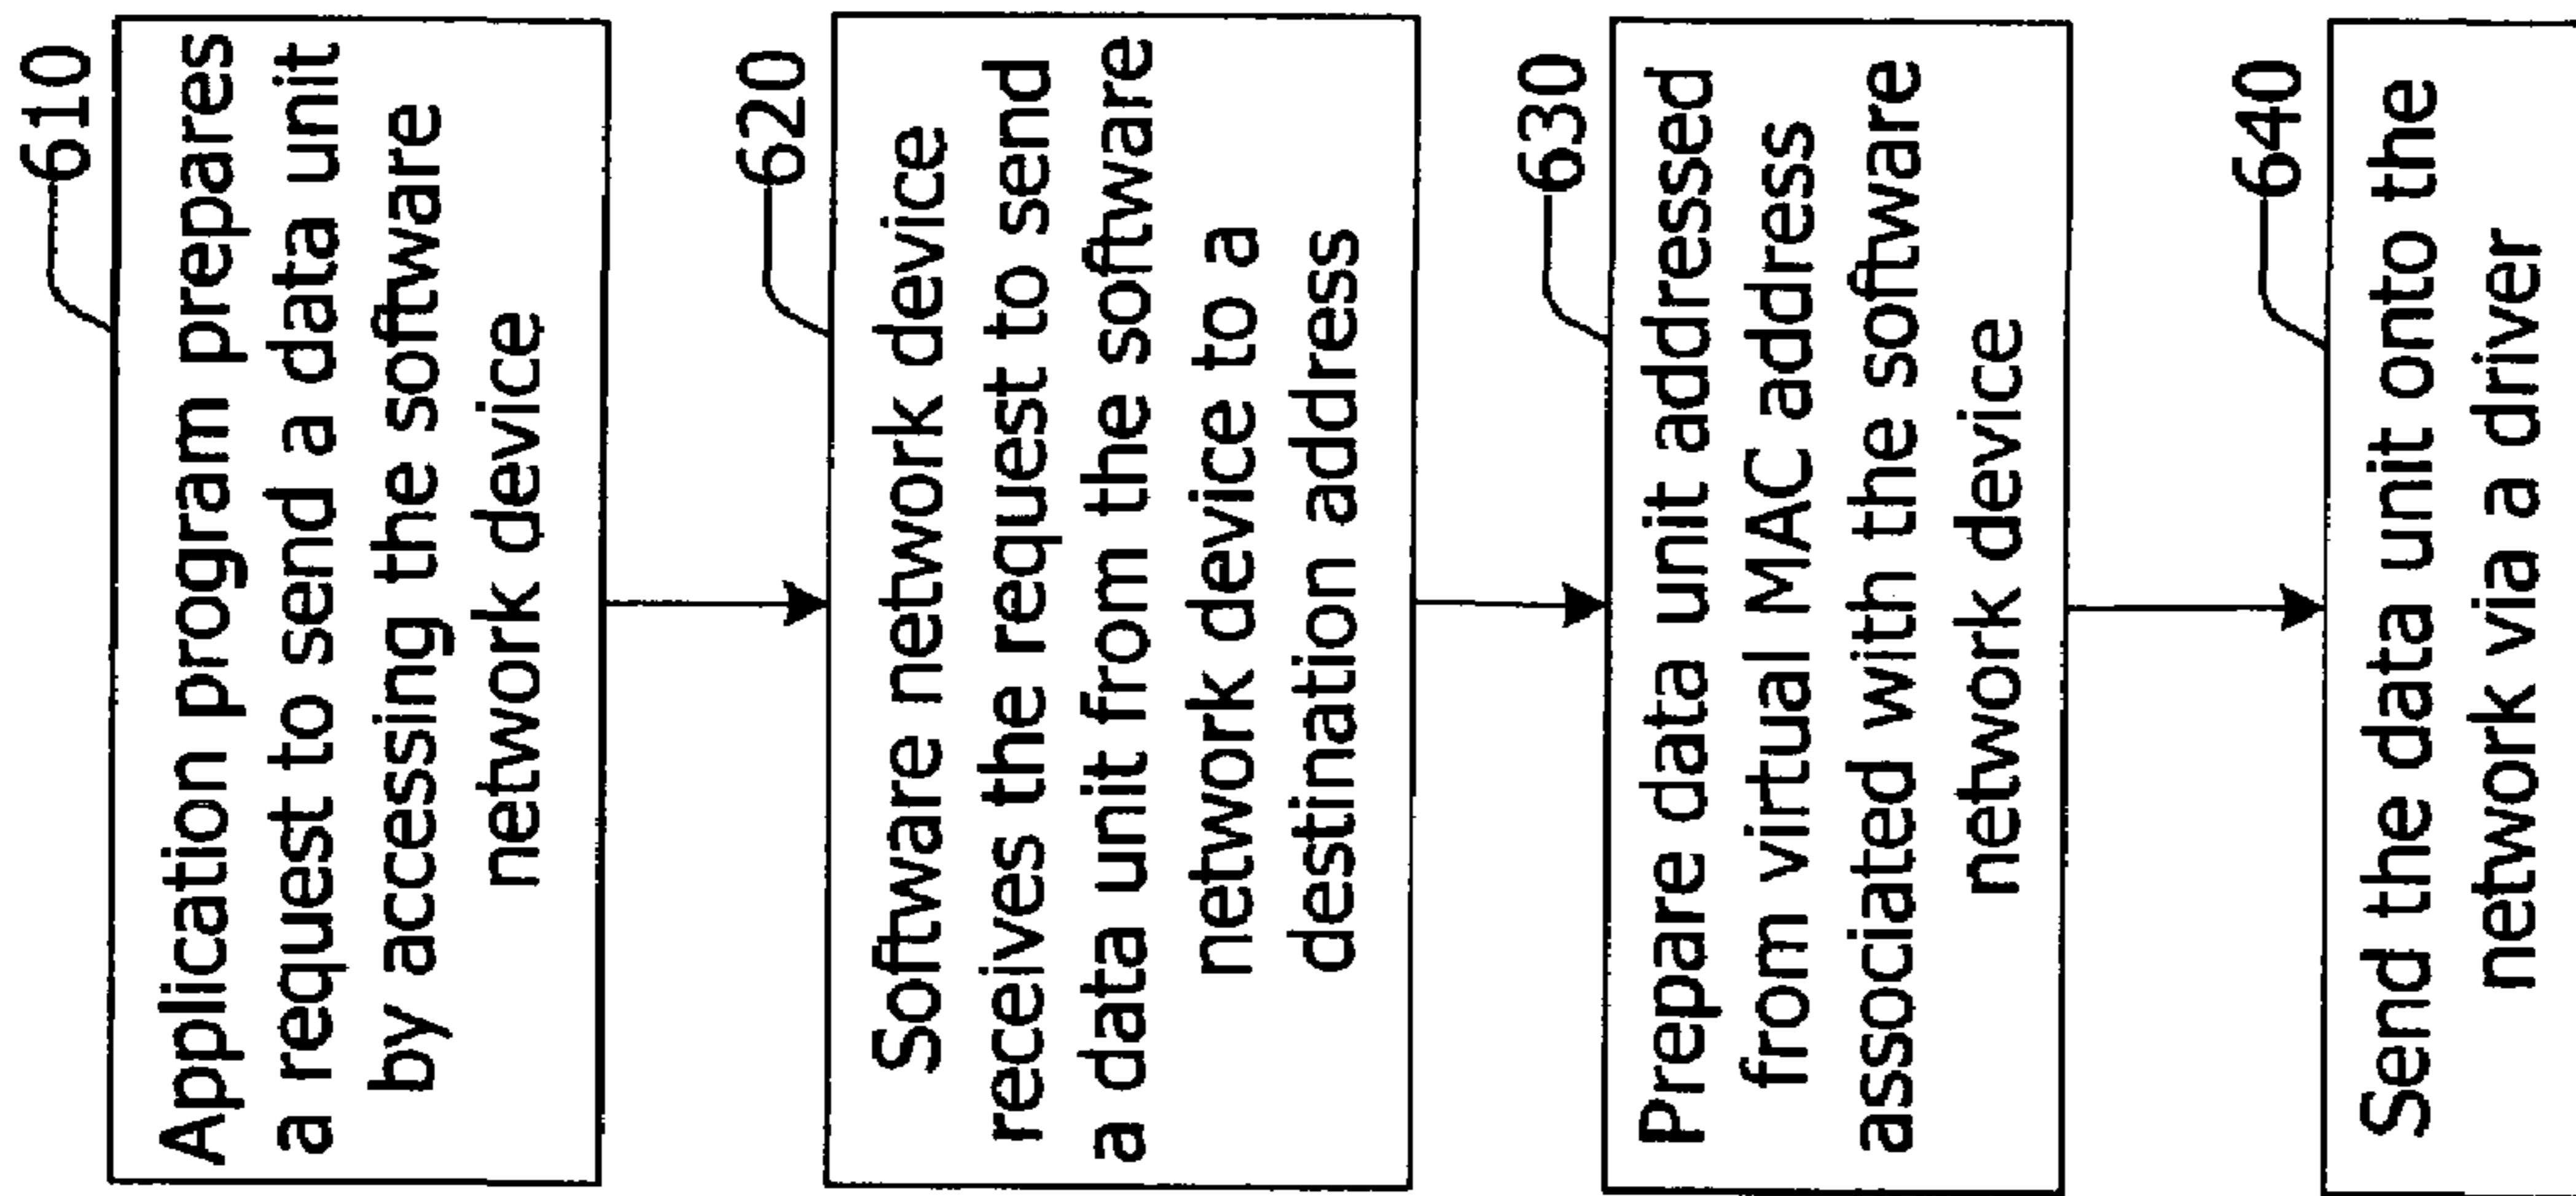 610
Application program prepares
a request to send a data unit
by accessing the software
network device
620
Software network device
receives the request to send
a data unit from the software
network device to a
destination address
630
Prepare data unit addressed
from virtual MAC address
associated with the software
network device
640
Send the data unit onto the
network via a driver